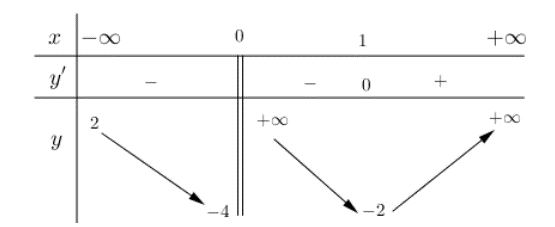 x −∞ 0 1 +∞
y′ − − 0 +
2 +∞ +∞
y
−4 −2